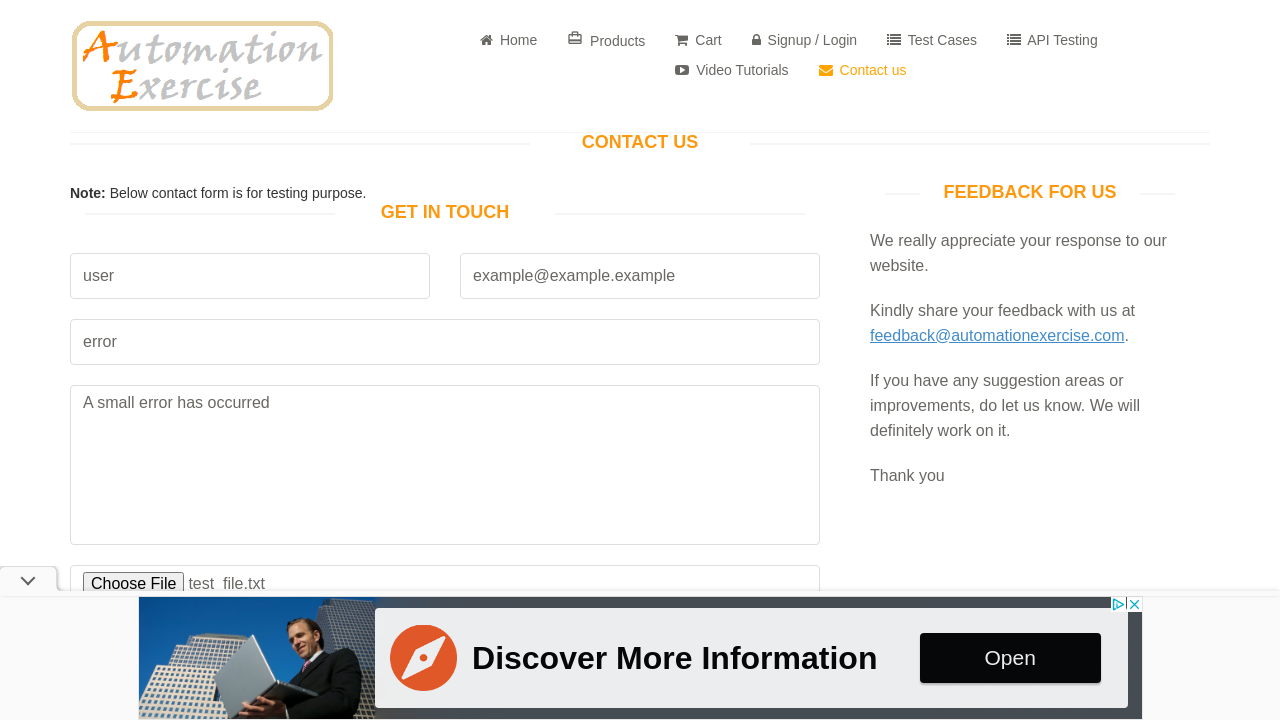 Automation
Exercise
Home
Products
Cart
Signup / Login
Test Cases
API Testing
Video Tutorials
Contact us
CONTACT US
Note: Below contact form is for testing purpose.
GET IN TOUCH
user
example@example.example
error
A small error has occurred
Choose File test_file.txt
FEEDBACK FOR US
We really appreciate your response to our
website.
Kindly share your feedback with us at
feedback@automationexercise.com.
If you have any suggestion areas or
improvements, do let us know. We will
definitely work on it.
Thank you
Discover More Information
Open